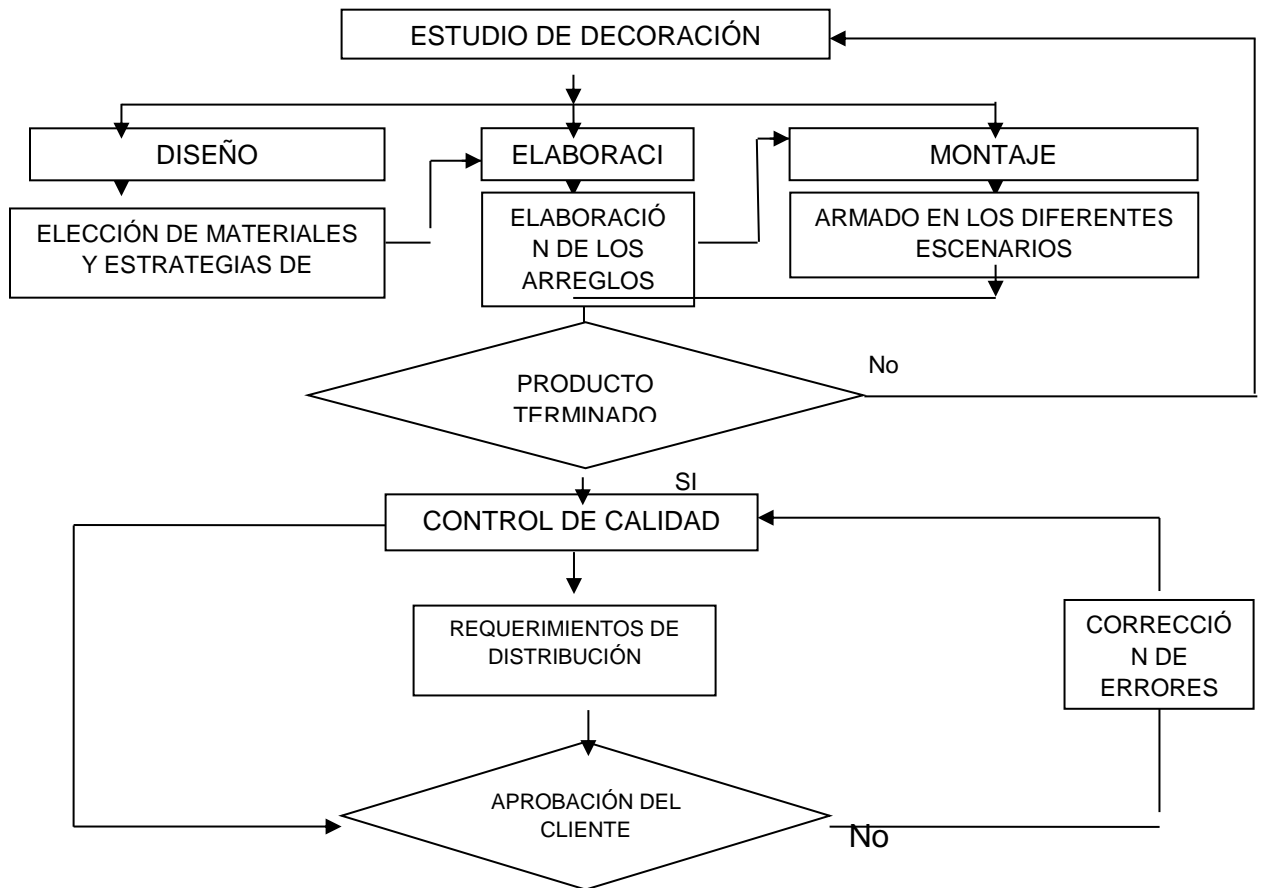 ESTUDIO DE DECORACIÓN
DISEÑO
ELABORACI
MONTAJE
ELECCIÓN DE MATERIALES
Y ESTRATEGIAS DE
ELABORACIÓ
N DE LOS
ARREGLOS
ARMADO EN LOS DIFERENTES
ESCENARIOS
No
PRODUCTO
TERMINADO
SI
CONTROL DE CALIDAD
REQUERIMIENTOS DE
DISTRIBUCIÓN
CORRECCIÓ
N DE
ERRORES
APROBACIÓN DEL
CLIENTE
No